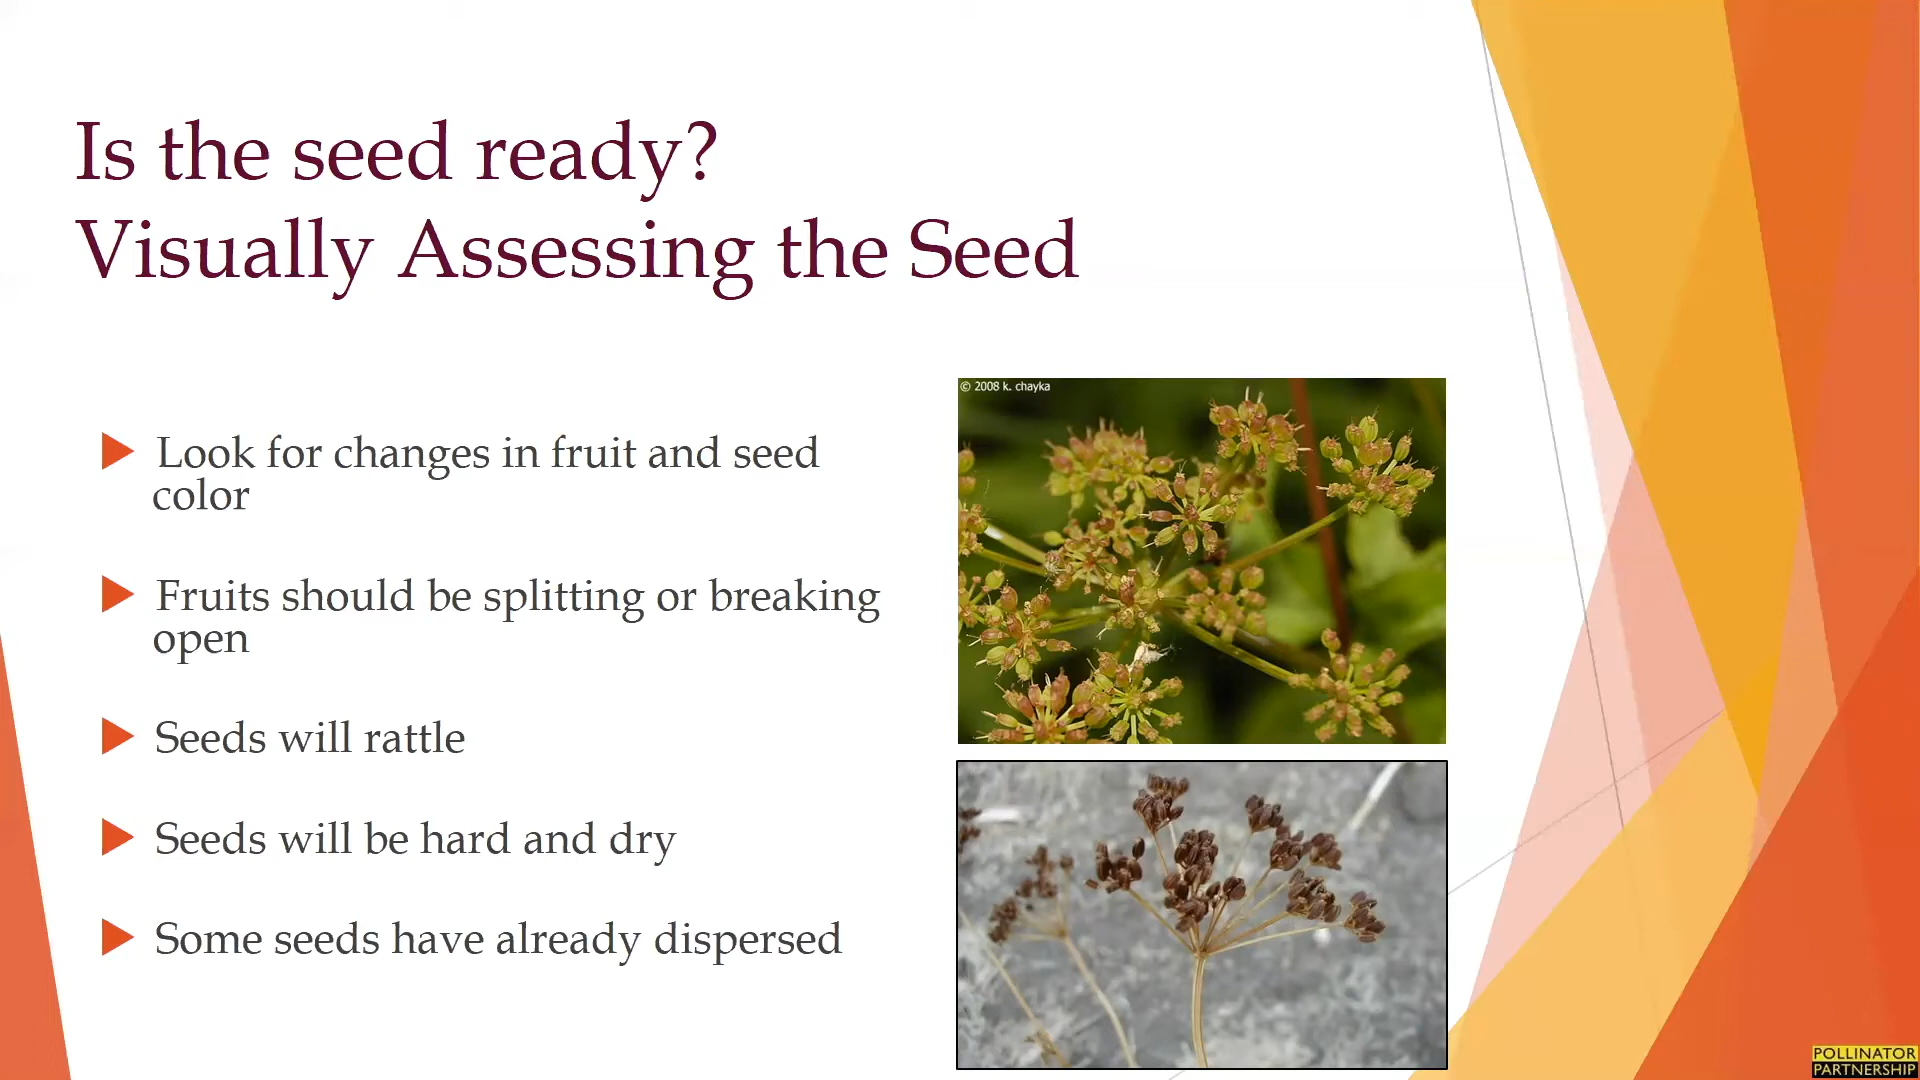 Is the seed ready?
Visually Assessing the Seed
Look for changes in fruit and seed
color
Fruits should be splitting or breaking
open
Seeds will rattle
Seeds will be hard and dry
Some seeds have already dispersed
© 2008 k. chayka
POLLINATOR
PARTNERSHIP